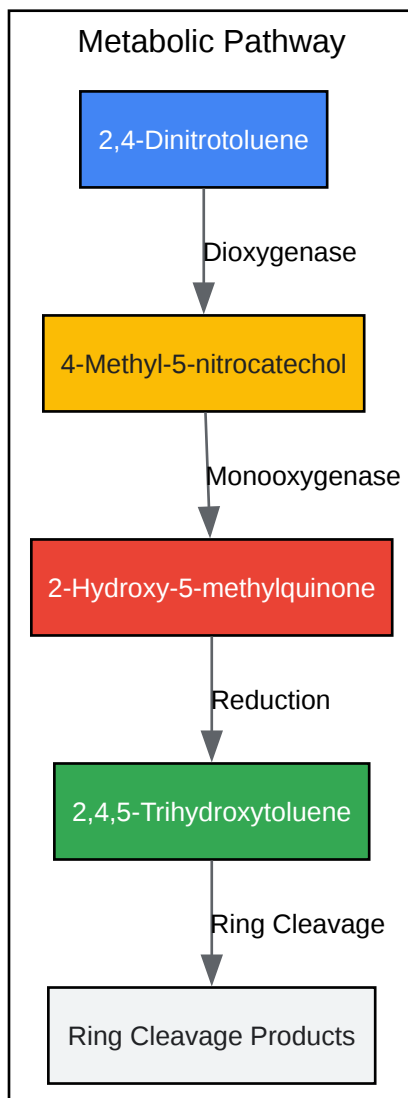 Metabolic Pathway
2,4-Dinitrotoluene
Dioxygenase
4-Methyl-5-nitrocatechol
Monooxygenase
2-Hydroxy-5-methylquinone
Reduction
2,4,5-Trihydroxytoluene
Ring Cleavage
Ring Cleavage Products